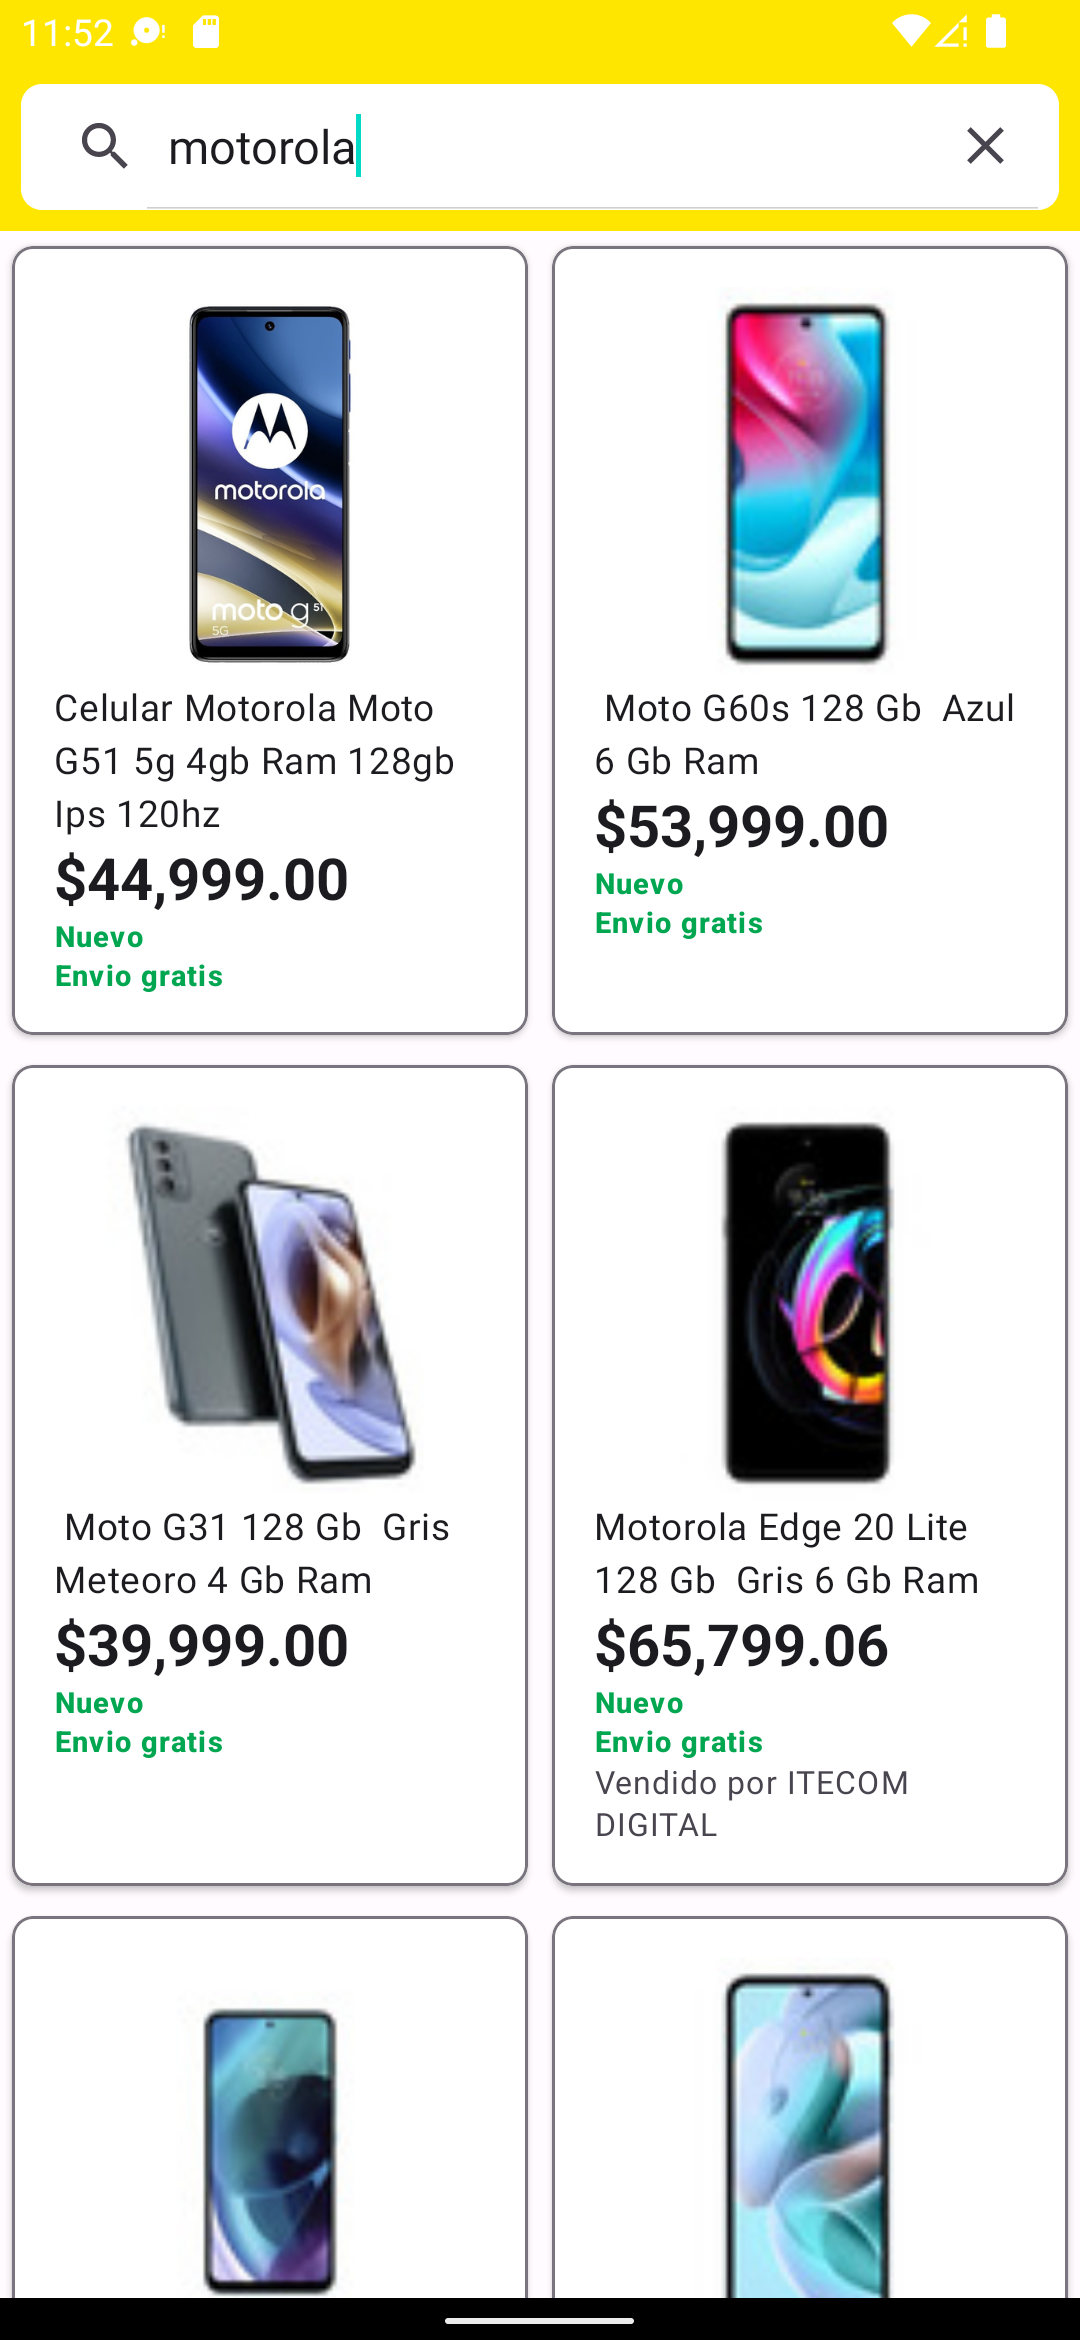 11:52
motorola
motorola
moto g 51
5G
Celular Motorola Moto
G51 5g 4gb Ram 128gb
Ips 120hz
$44,999.00
Nuevo
Envio gratis
Moto G60s 128 Gb  Azul
6 Gb Ram
$53,999.00
Nuevo
Envio gratis
Moto G31 128 Gb  Gris
Meteoro 4 Gb Ram
$39,999.00
Nuevo
Envio gratis
Motorola Edge 20 Lite
128 Gb  Gris 6 Gb Ram
$65,799.06
Nuevo
Envio gratis
Vendido por ITECOM
DIGITAL